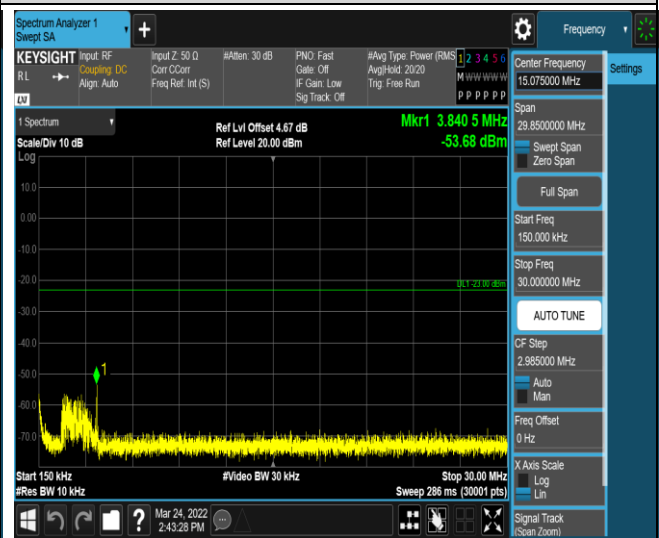 Spectrum Analyzer 1
Swept SA
Frequency
KEYSIGHT
RL
LXI
Input: RF
Coupling: DC
Align: Auto
Input Z: 50 Ω
Corr CCorr
Freq Ref: Int (S)
#Atten: 30 dB
PNO: Fast
Gate: Off
IF Gain: Low
Sig Track: Off
#Avg Type: Power (RMS
Avg|Hold: 20/20
Trig: Free Run
1 2 3 4 5 6
M W W W W W
P P P P P P
1 Spectrum
Scale/Div 10 dB
Log
Ref Lvl Offset 4.67 dB
Ref Level 20.00 dBm
Mkr1 3.840 5 MHz
-53.68 dBm
10.0
0.00
-10.0
-20.0
DL1 -23.00 dBm
-30.0
-40.0
-50.0
1
-60.0
-70.0
Start 150 kHz
#Res BW 10 kHz
#Video BW 30 kHz
Stop 30.00 MHz
Sweep 286 ms (30001 pts)
Mar 24, 2022
2:43:28 PM
?
Center Frequency
15.075000 MHz
Settings
Span
29.8500000 MHz
Swept Span
Zero Span
Full Span
Start Freq
150.000 kHz
Stop Freq
30.000000 MHz
AUTO TUNE
CF Step
2.985000 MHz
Auto
Man
Freq Offset
0 Hz
X Axis Scale
Log
Lin
Signal Track
(Span Zoom)